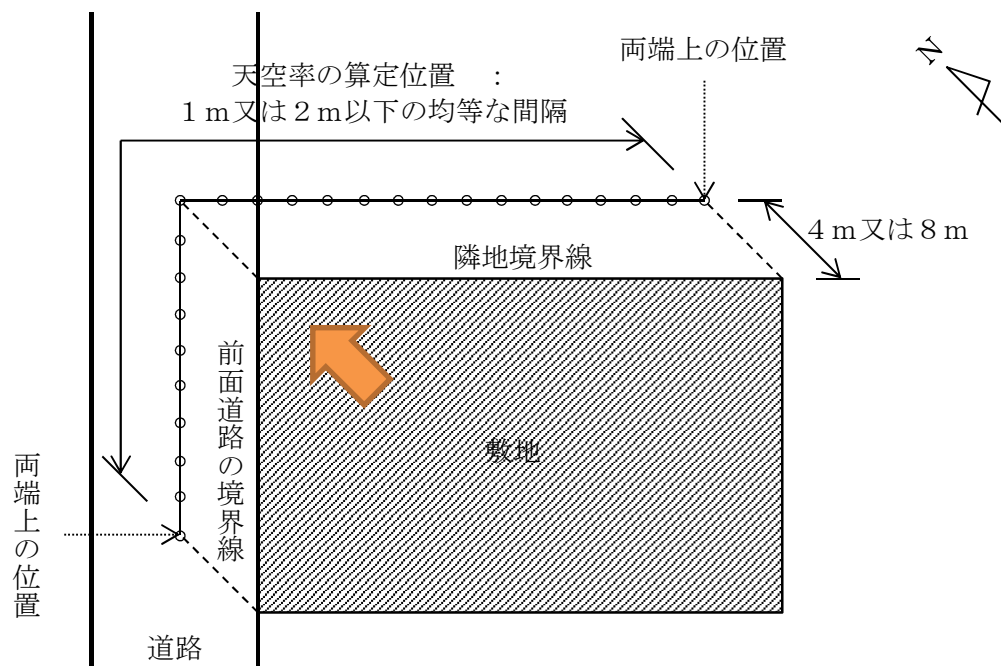 両端上の位置
N
天空率の算定位置　：
１ｍ又は２ｍ以下の均等な間隔
４ｍ又は８ｍ
隣地境界線
前面道路の境界線
敷地
両端上の位置
道路